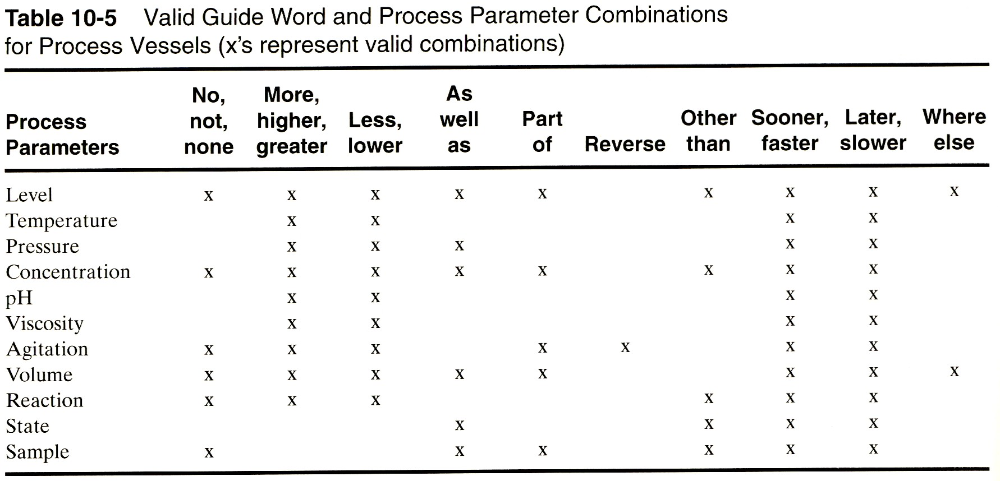 Table 10-5 Valid Guide Word and Process Parameter Combinations
for Process Vessels (x's represent valid combinations)
Process Parameters No, not, none More, higher, greater Less, lower As well as Part of Reverse Other than Sooner, faster Later, slower Where else
Level x x x x x x x x x
Temperature x x x x
Pressure x x x x x
Concentration x x x x x x x x
pH x x x x
Viscosity x x x x
Agitation x x x x x x x
Volume x x x x x x x x
Reaction x x x x x x
State x x x x
Sample x x x x x x